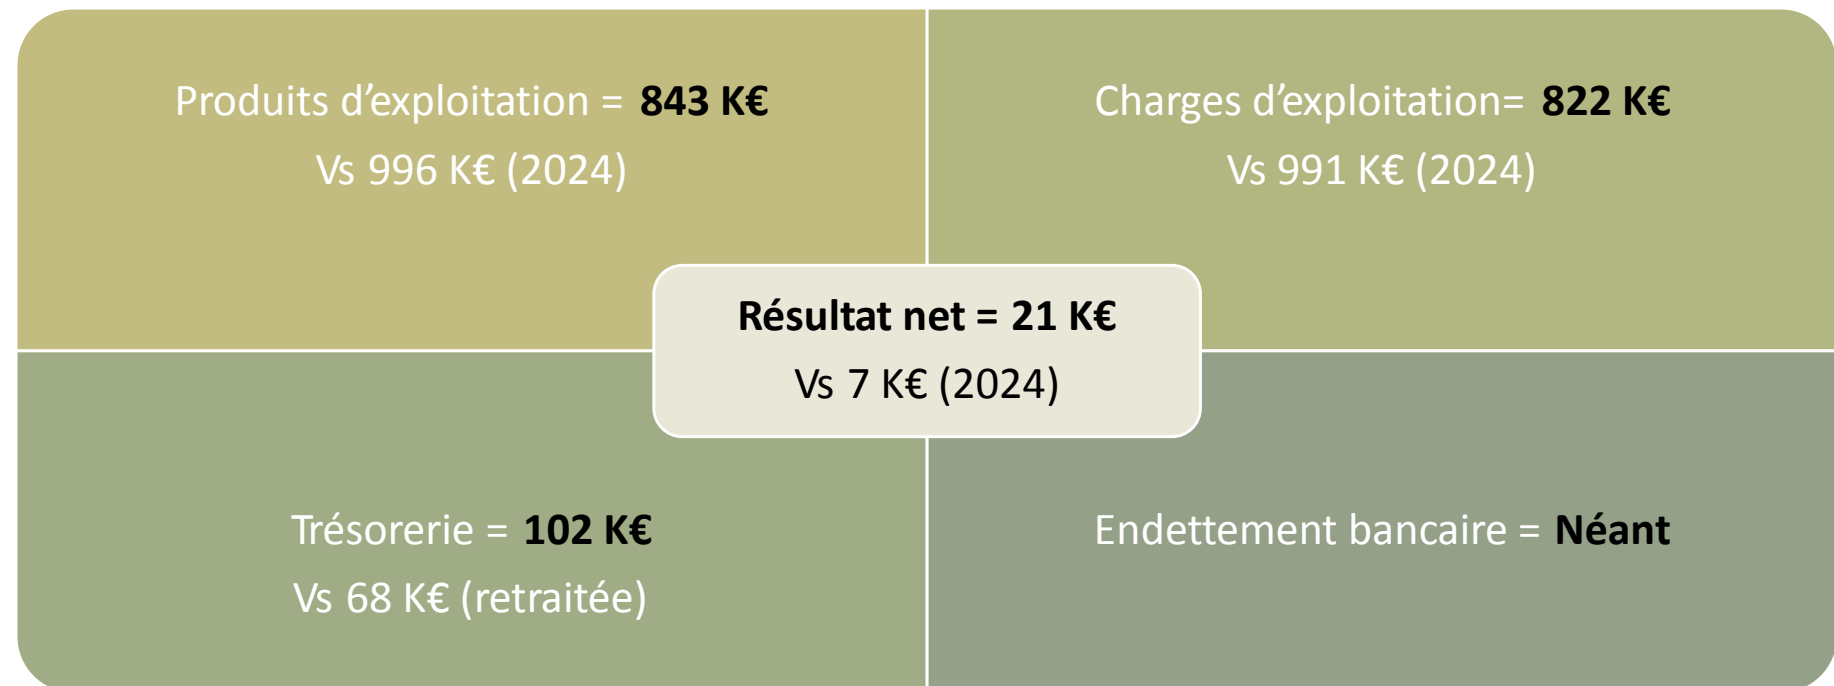 Produits d’exploitation = 843 K€
Vs 996 K€ (2024)
Charges d’exploitation= 822 K€
Vs 991 K€ (2024)
Résultat net = 21 K€
Vs 7 K€ (2024)
Trésorerie = 102 K€
Vs 68 K€ (retraitée)
Endettement bancaire = Néant